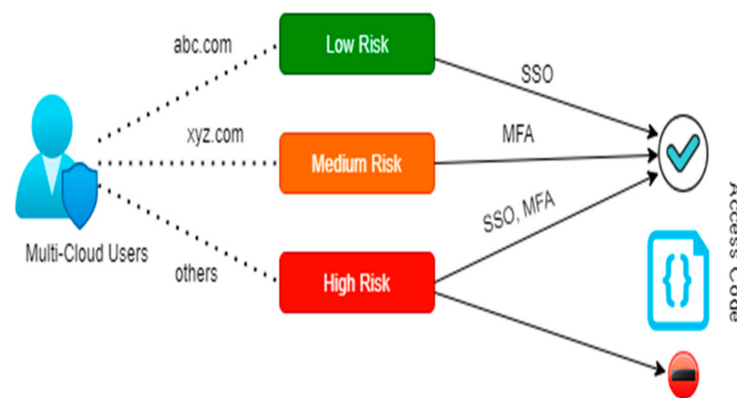 abc.com
Low Risk
SSO
xyz.com
Medium Risk
MFA
Multi-Cloud Users
others
High Risk
SSO, MFA
{}
Access Code